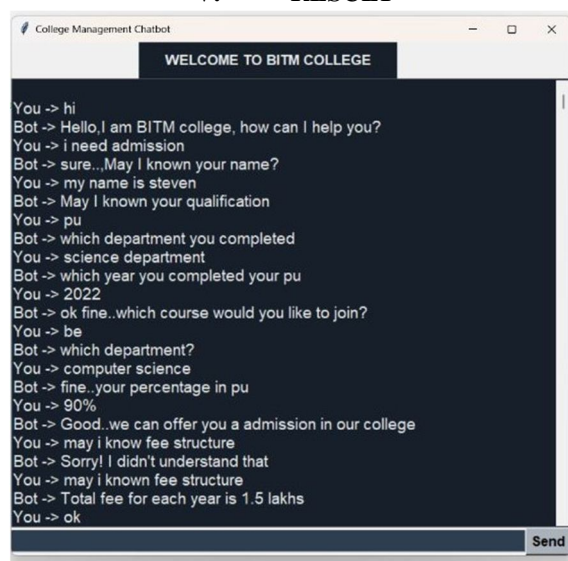 College Management Chatbot
WELCOME TO BITM COLLEGE
You -> hi
Bot -> Hello,I am BITM college, how can I help you?
You -> i need admission
Bot -> sure..,May I known your name?
You -> my name is steven
Bot -> May I known your qualification
You -> pu
Bot -> which department you completed
You -> science department
Bot -> which year you completed your pu
You -> 2022
Bot -> ok fine..which course would you like to join?
You -> be
Bot -> which department?
You -> computer science
Bot -> fine..your percentage in pu
You -> 90%
Bot -> Good..we can offer you a admission in our college
You -> may i know fee structure
Bot -> Sorry! I didn't understand that
You -> may i known fee structure
Bot -> Total fee for each year is 1.5 lakhs
You -> ok
Send